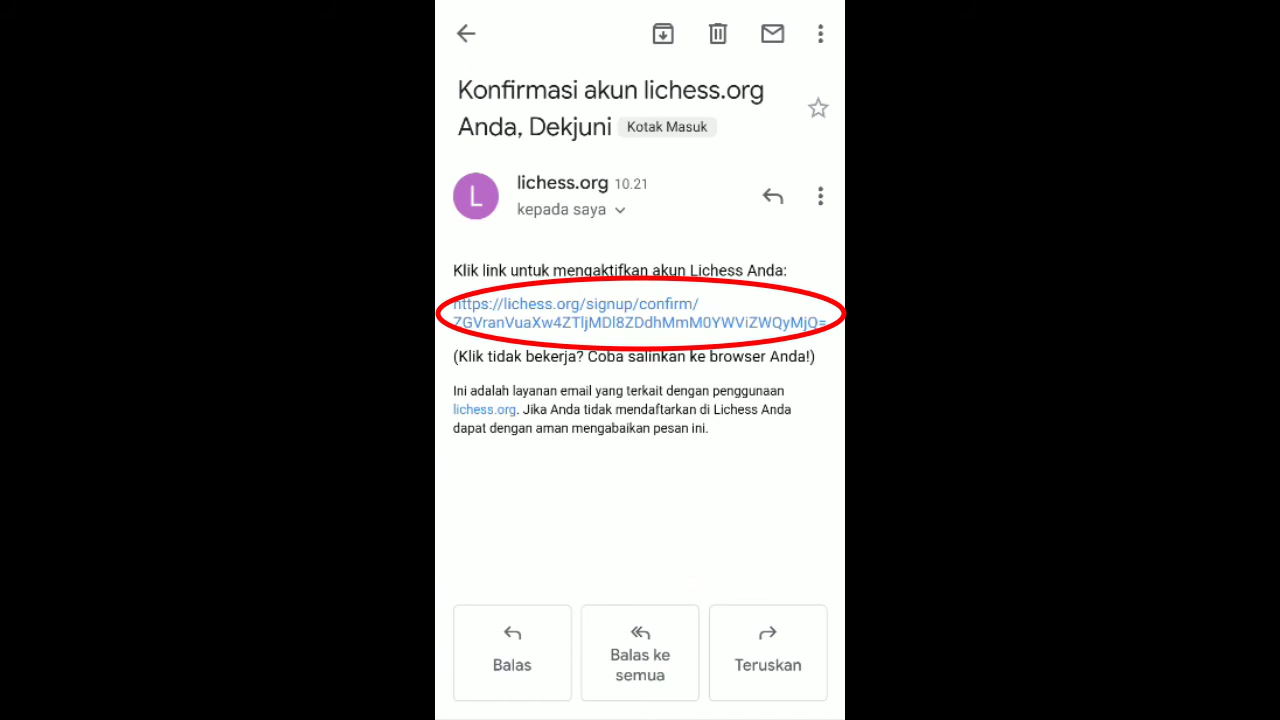 Konfirmasi akun lichess.org
Anda, Dekjuni Kotak Masuk
L
lichess.org 10.21
kepada saya
Klik link untuk mengaktifkan akun Lichess Anda:
https://lichess.org/signup/confirm/
ZGVranVuaXw4ZTljMDl8ZDdhMmM0YWViZWQyMjQ=
(Klik tidak bekerja? Coba salinkan ke browser Anda!)
Ini adalah layanan email yang terkait dengan penggunaan
lichess.org. Jika Anda tidak mendaftarkan di Lichess Anda
dapat dengan aman mengabaikan pesan ini.
Balas
Balas ke
semua
Teruskan